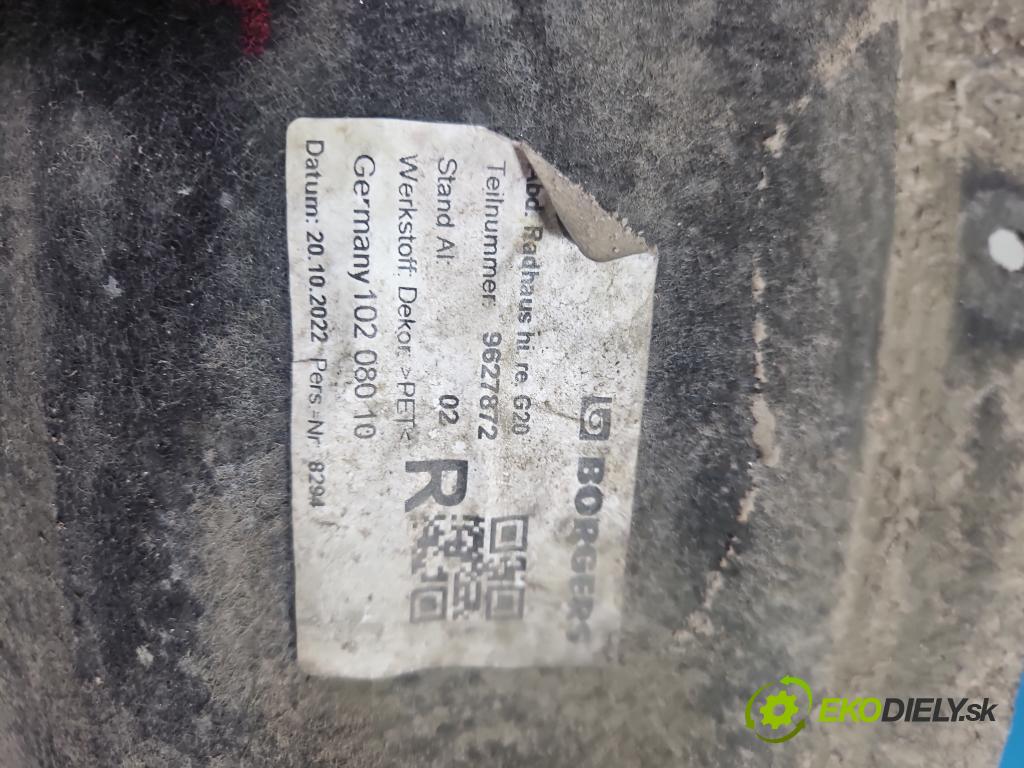 BORGERS
Abd. Radhaus hi. re. G20
Teilnummer: 9627872
Stand AI: 02
Werkstoff: Dekor >PET<
R
Germany 102 080 10
Datum: 20.10.2022 Pers.-Nr 8294
EKODIELY.sk